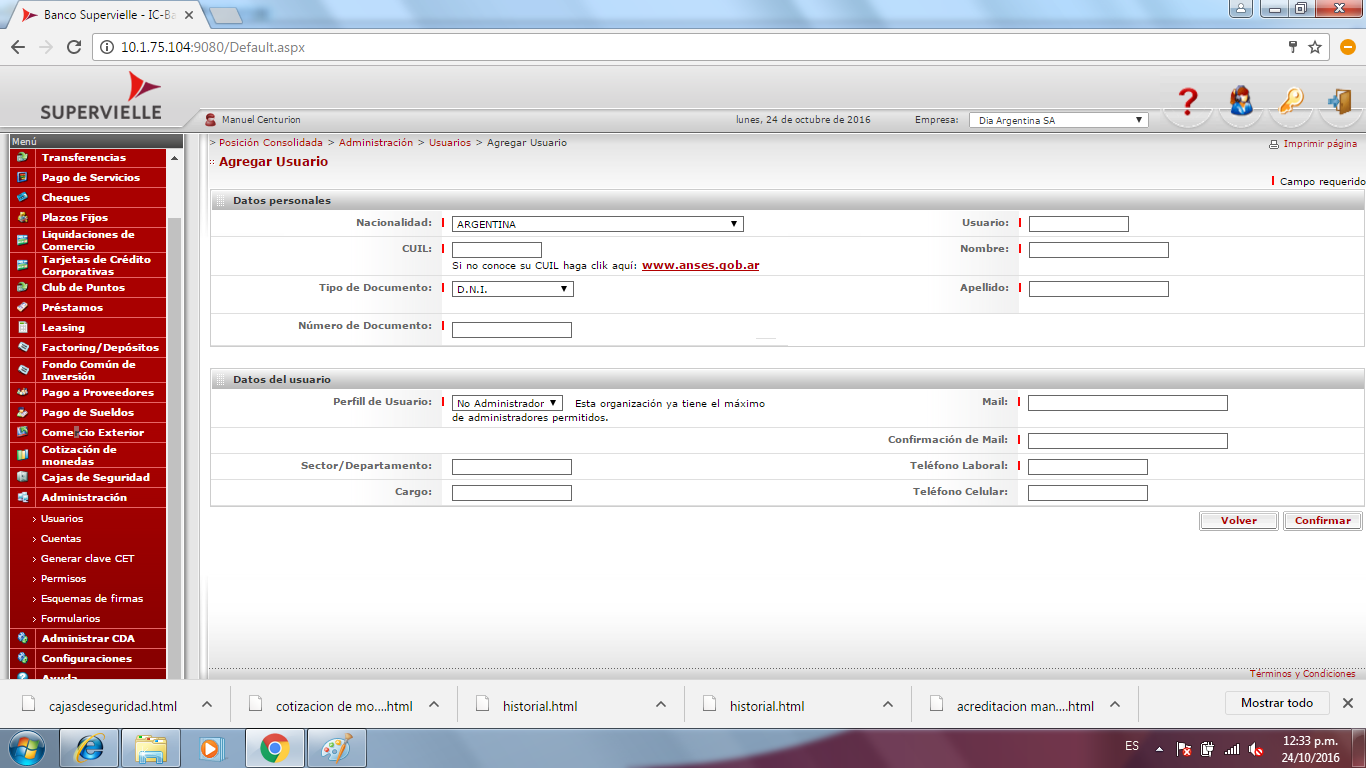 Banco Supervielle - IC-Ba
10.1.75.104:9080/Default.aspx
SUPERVIELLE
Manuel Centurion
lunes, 24 de octubre de 2016
Empresa:
Dia Argentina SA
Menú
Transferencias
Pago de Servicios
Cheques
Plazos Fijos
Liquidaciones de
Comercio
Tarjetas de Crédito
Corporativas
Club de Puntos
Préstamos
Leasing
Factoring/Depósitos
Fondo Común de
Inversión
Pago a Proveedores
Pago de Sueldos
Comercio Exterior
Cotización de
monedas
Cajas de Seguridad
Administración
> Usuarios
> Cuentas
> Generar clave CET
> Permisos
> Esquemas de firmas
> Formularios
Administrar CDA
Configuraciones
Ayuda
> Posición Consolidada > Administración > Usuarios > Agregar Usuario
Imprimir página
Agregar Usuario
Campo requerido
Datos personales
Nacionalidad: ARGENTINA
Usuario:
CUIL:
Nombre:
Si no conoce su CUIL haga clik aquí: www.anses.gob.ar
Tipo de Documento: D.N.I.
Apellido:
Número de Documento:
Datos del usuario
Perfill de Usuario: No Administrador Esta organización ya tiene el máximo
de administradores permitidos.
Mail:
Confirmación de Mail:
Sector/Departamento:
Teléfono Laboral:
Cargo:
Teléfono Celular:
Volver
Confirmar
Términos y Condiciones
cajasdeseguridad.html
cotizacion de mo....html
historial.html
historial.html
acreditacion man....html
Mostrar todo
ES
12:33 p.m.
24/10/2016